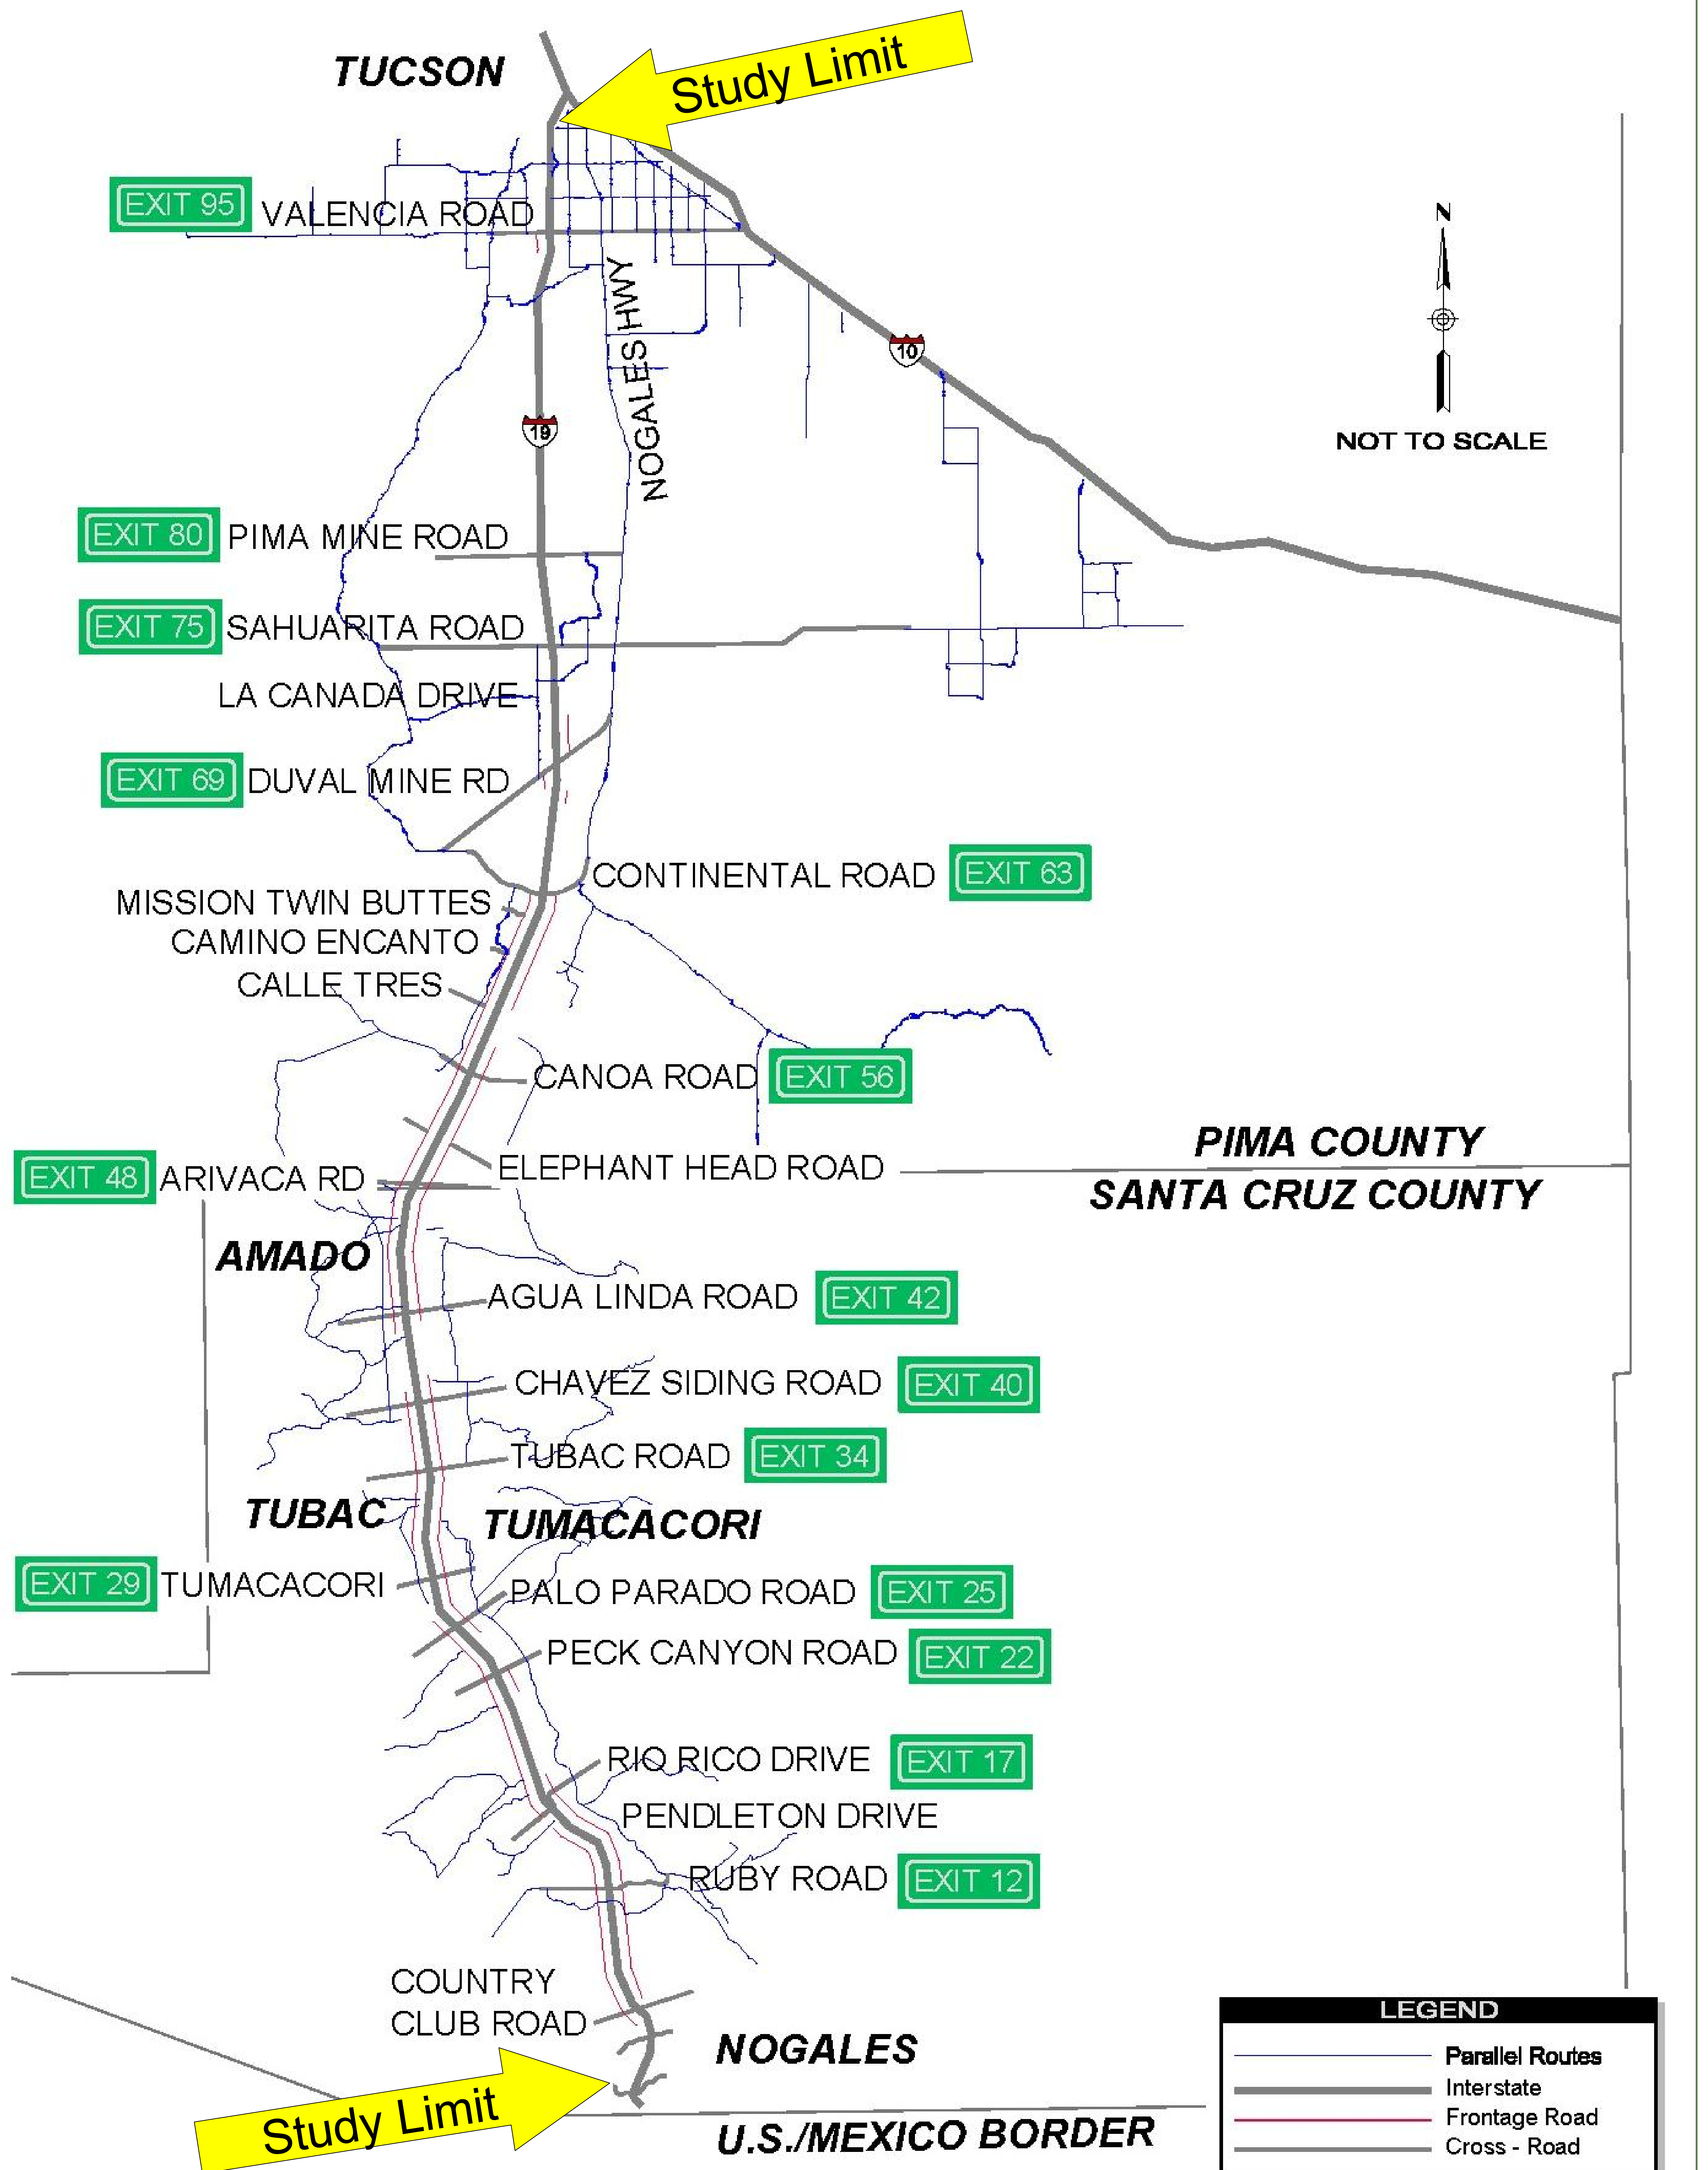 TUCSON
Study Limit
EXIT 95 VALENCIA ROAD
N
NOGALES HWY
10
19
NOT TO SCALE
EXIT 80 PIMA MINE ROAD
EXIT 75 SAHUARITA ROAD
LA CANADA DRIVE
EXIT 69 DUVAL MINE RD
CONTINENTAL ROAD EXIT 63
MISSION TWIN BUTTES
CAMINO ENCANTO
CALLE TRES
CANOA ROAD EXIT 56
PIMA COUNTY
ELEPHANT HEAD ROAD
EXIT 48 ARIVACA RD
SANTA CRUZ COUNTY
AMADO
AGUA LINDA ROAD EXIT 42
CHAVEZ SIDING ROAD EXIT 40
TUBAC ROAD EXIT 34
TUBAC
TUMACACORI
EXIT 29 TUMACACORI
PALO PARADO ROAD EXIT 25
PECK CANYON ROAD EXIT 22
RIO RICO DRIVE EXIT 17
PENDLETON DRIVE
RUBY ROAD EXIT 12
COUNTRY
CLUB ROAD
NOGALES
Study Limit
U.S./MEXICO BORDER
LEGEND
Parallel Routes
Interstate
Frontage Road
Cross - Road